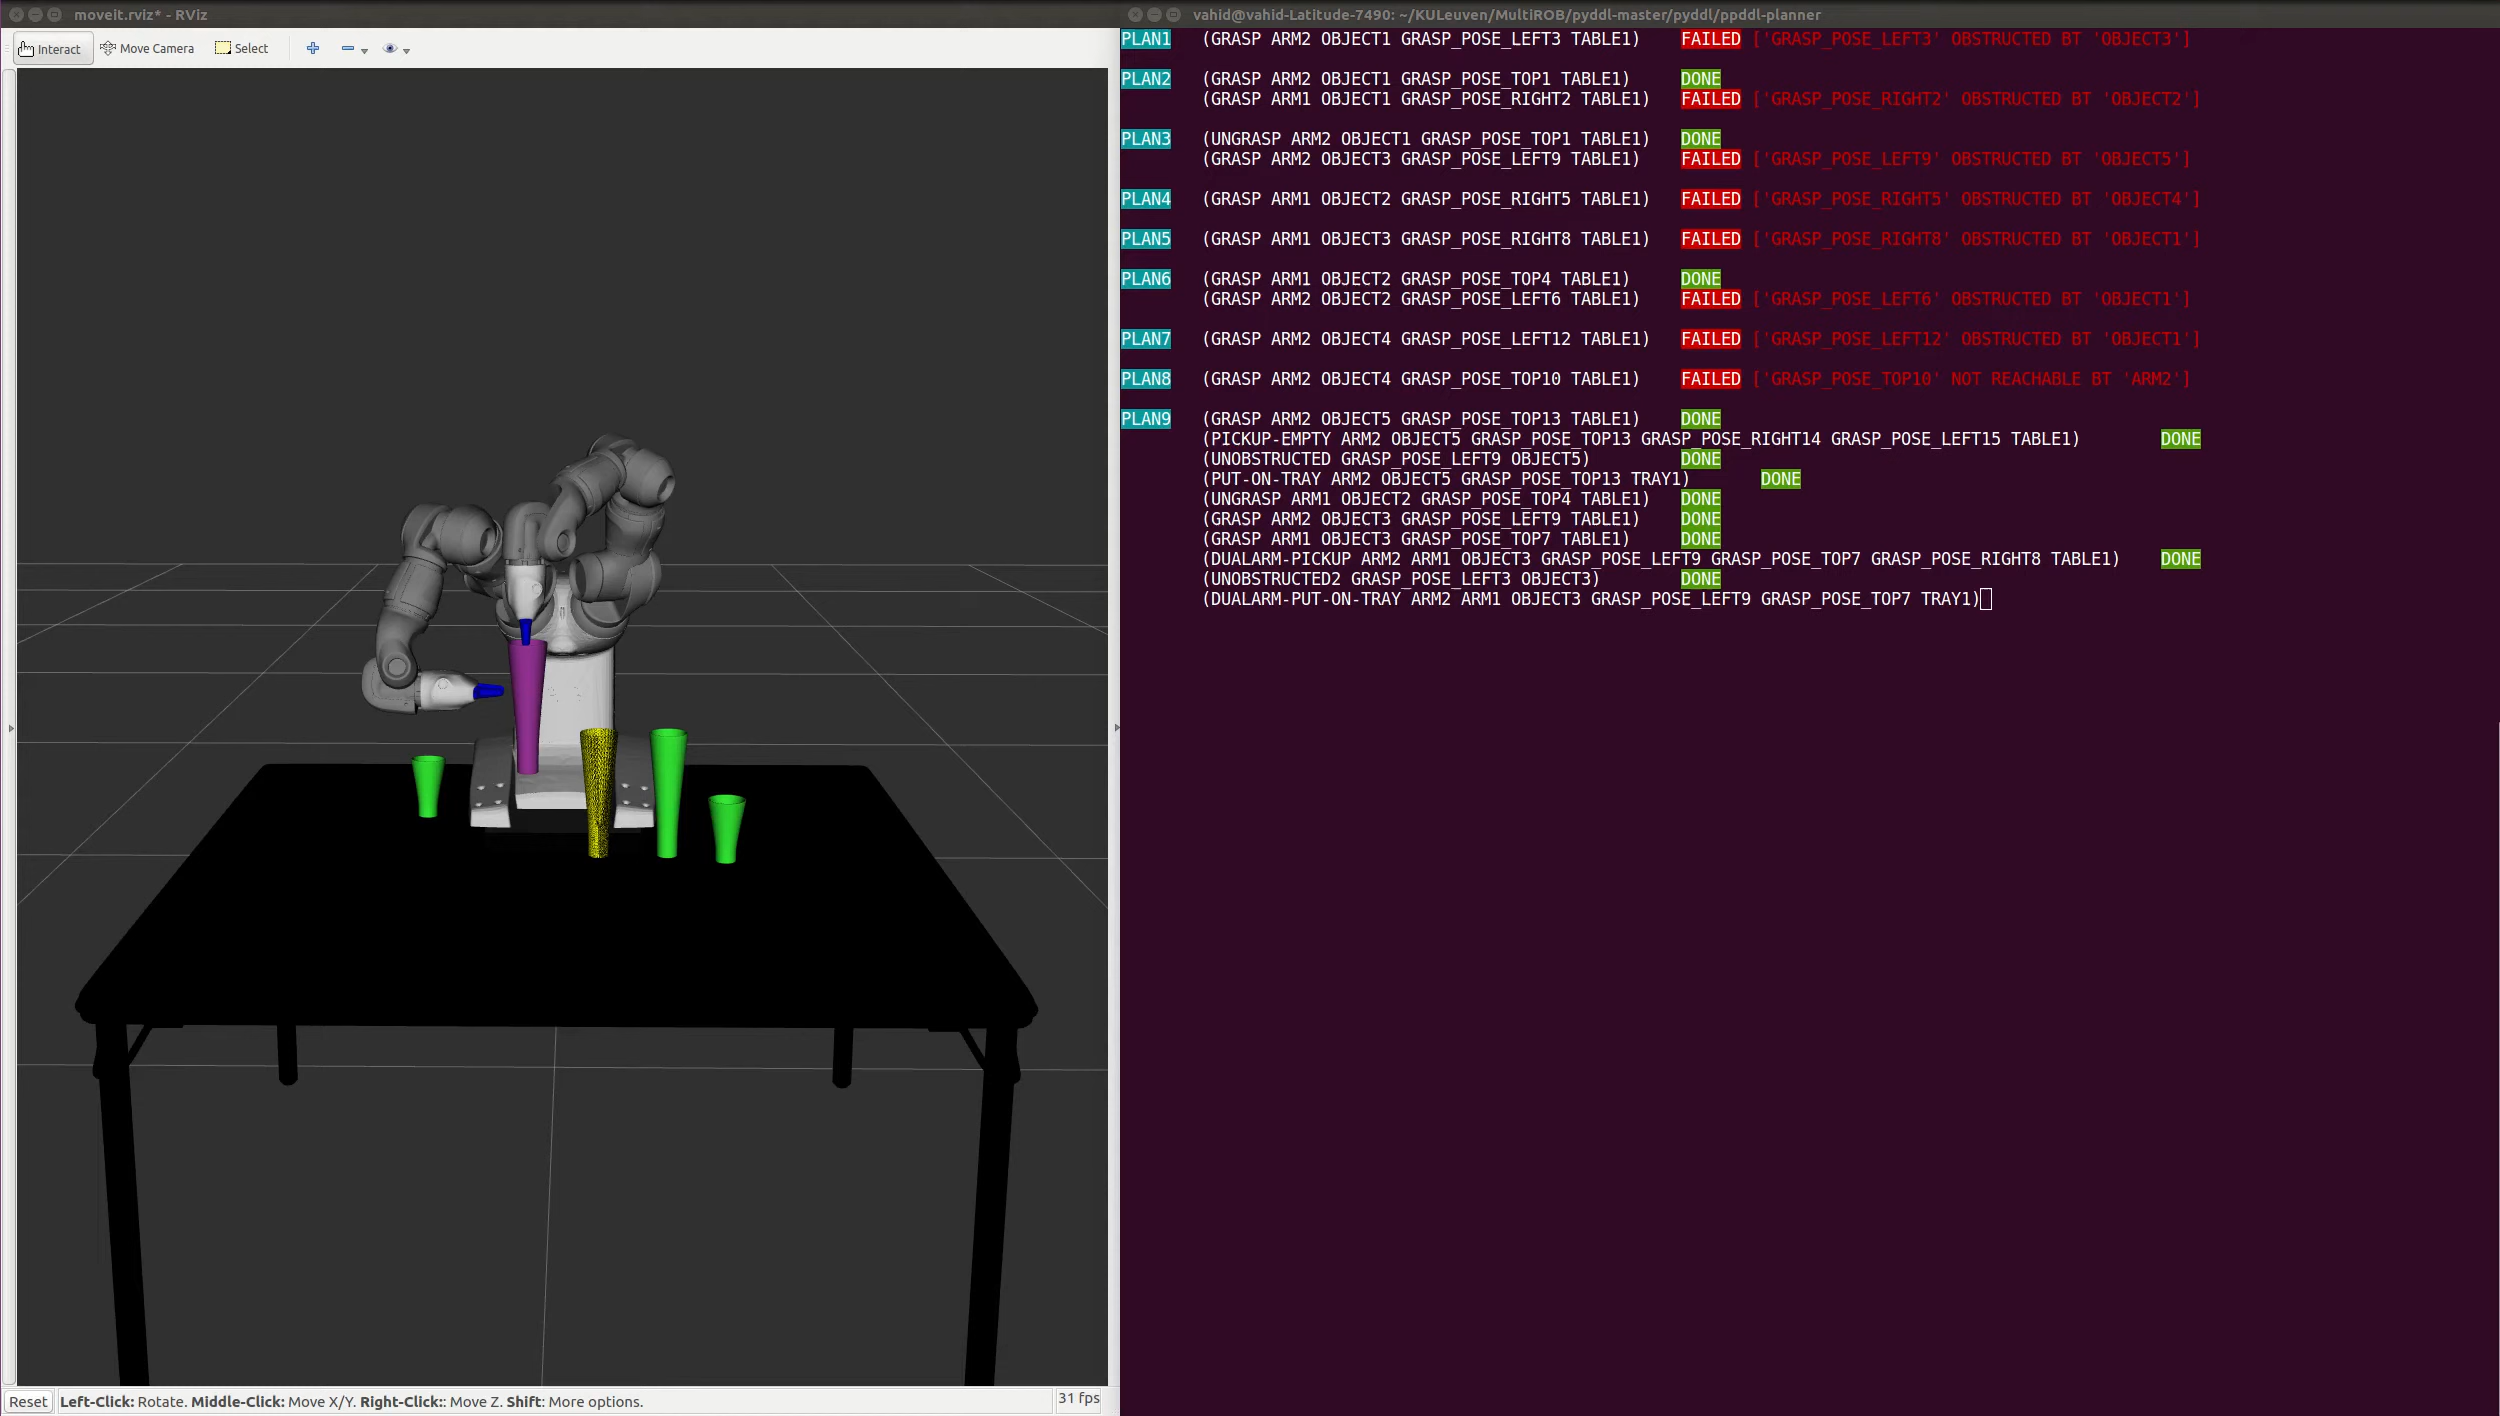 moveit.rviz* - RViz
Interact Move Camera Select
Reset Left-Click: Rotate. Middle-Click: Move X/Y. Right-Click:: Move Z. Shift: More options. 31 fps
vahid@vahid-Latitude-7490: ~/KULeuven/MultiROB/pyddl-master/pyddl/ppddl-planner
PLAN1 (GRASP ARM2 OBJECT1 GRASP_POSE_LEFT3 TABLE1) FAILED ['GRASP_POSE_LEFT3' OBSTRUCTED BT 'OBJECT3']
PLAN2 (GRASP ARM2 OBJECT1 GRASP_POSE_TOP1 TABLE1) DONE
(GRASP ARM1 OBJECT1 GRASP_POSE_RIGHT2 TABLE1) FAILED ['GRASP_POSE_RIGHT2' OBSTRUCTED BT 'OBJECT2']
PLAN3 (UNGRASP ARM2 OBJECT1 GRASP_POSE_TOP1 TABLE1) DONE
(GRASP ARM2 OBJECT3 GRASP_POSE_LEFT9 TABLE1) FAILED ['GRASP_POSE_LEFT9' OBSTRUCTED BT 'OBJECT5']
PLAN4 (GRASP ARM1 OBJECT2 GRASP_POSE_RIGHT5 TABLE1) FAILED ['GRASP_POSE_RIGHT5' OBSTRUCTED BT 'OBJECT4']
PLAN5 (GRASP ARM1 OBJECT3 GRASP_POSE_RIGHT8 TABLE1) FAILED ['GRASP_POSE_RIGHT8' OBSTRUCTED BT 'OBJECT1']
PLAN6 (GRASP ARM1 OBJECT2 GRASP_POSE_TOP4 TABLE1) DONE
(GRASP ARM2 OBJECT2 GRASP_POSE_LEFT6 TABLE1) FAILED ['GRASP_POSE_LEFT6' OBSTRUCTED BT 'OBJECT1']
PLAN7 (GRASP ARM2 OBJECT4 GRASP_POSE_LEFT12 TABLE1) FAILED ['GRASP_POSE_LEFT12' OBSTRUCTED BT 'OBJECT1']
PLAN8 (GRASP ARM2 OBJECT4 GRASP_POSE_TOP10 TABLE1) FAILED ['GRASP_POSE_TOP10' NOT REACHABLE BT 'ARM2']
PLAN9 (GRASP ARM2 OBJECT5 GRASP_POSE_TOP13 TABLE1) DONE
(PICKUP-EMPTY ARM2 OBJECT5 GRASP_POSE_TOP13 GRASP_POSE_RIGHT14 GRASP_POSE_LEFT15 TABLE1) DONE
(UNOBSTRUCTED GRASP_POSE_LEFT9 OBJECT5) DONE
(PUT-ON-TRAY ARM2 OBJECT5 GRASP_POSE_TOP13 TRAY1) DONE
(UNGRASP ARM1 OBJECT2 GRASP_POSE_TOP4 TABLE1) DONE
(GRASP ARM2 OBJECT3 GRASP_POSE_LEFT9 TABLE1) DONE
(GRASP ARM1 OBJECT3 GRASP_POSE_TOP7 TABLE1) DONE
(DUALARM-PICKUP ARM2 ARM1 OBJECT3 GRASP_POSE_LEFT9 GRASP_POSE_TOP7 GRASP_POSE_RIGHT8 TABLE1) DONE
(UNOBSTRUCTED2 GRASP_POSE_LEFT3 OBJECT3) DONE
(DUALARM-PUT-ON-TRAY ARM2 ARM1 OBJECT3 GRASP_POSE_LEFT9 GRASP_POSE_TOP7 TRAY1)